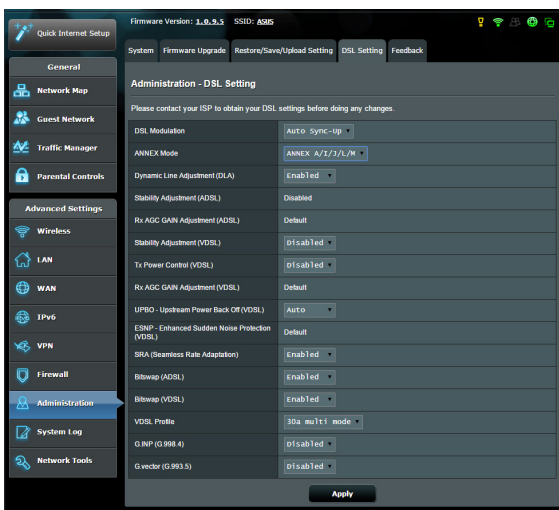 Firmware Version: 1.0.9.5 SSID: ASUS
Quick Internet Setup
General
Network Map
Guest Network
Traffic Manager
Parental Controls
Advanced Settings
Wireless
LAN
WAN
IPv6
VPN
Firewall
Administration
System Log
Network Tools
System Firmware Upgrade Restore/Save/Upload Setting DSL Setting Feedback
Administration - DSL Setting
Please contact your ISP to obtain your DSL settings before doing any changes.
DSL Modulation Auto Sync-Up
ANNEX Mode ANNEX A/I/J/L/M
Dynamic Line Adjustment (DLA) Enabled
Stability Adjustment (ADSL) Disabled
Rx AGC GAIN Adjustment (ADSL) Default
Stability Adjustment (VDSL) Disabled
Tx Power Control (VDSL) Disabled
Rx AGC GAIN Adjustment (VDSL) Default
UPBO - Upstream Power Back Off (VDSL) Auto
ESNP - Enhanced Sudden Noise Protection
(VDSL) Default
SRA (Seamless Rate Adaptation) Enabled
Bitswap (ADSL) Enabled
Bitswap (VDSL) Enabled
VDSL Profile 30a multi mode
G.INP (G.998.4) Disabled
G.vector (G.993.5) Disabled
Apply